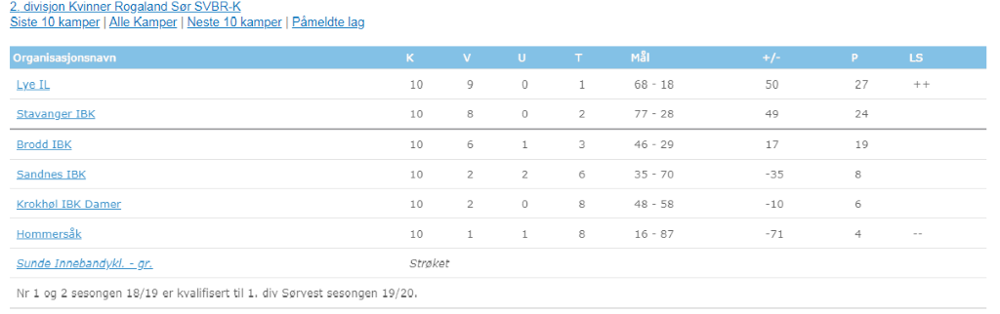 2. divisjon Kvinner Rogaland Sør SVBR-K
Siste 10 kamper | Alle Kamper | Neste 10 kamper | Påmeldte lag
Organisasjonsnavn K V U T Mål +/- P LS
Lye IL 10 9 0 1 68 - 18 50 27 ++
Stavanger IBK 10 8 0 2 77 - 28 49 24
Brodd IBK 10 6 1 3 46 - 29 17 19
Sandnes IBK 10 2 2 6 35 - 70 -35 8
Krokhøl IBK Damer 10 2 0 8 48 - 58 -10 6
Hommersåk 10 1 1 8 16 - 87 -71 4 --
Sunde Innebandykl. - gr. Strøket
Nr 1 og 2 sesongen 18/19 er kvalifisert til 1. div Sørvest sesongen 19/20.